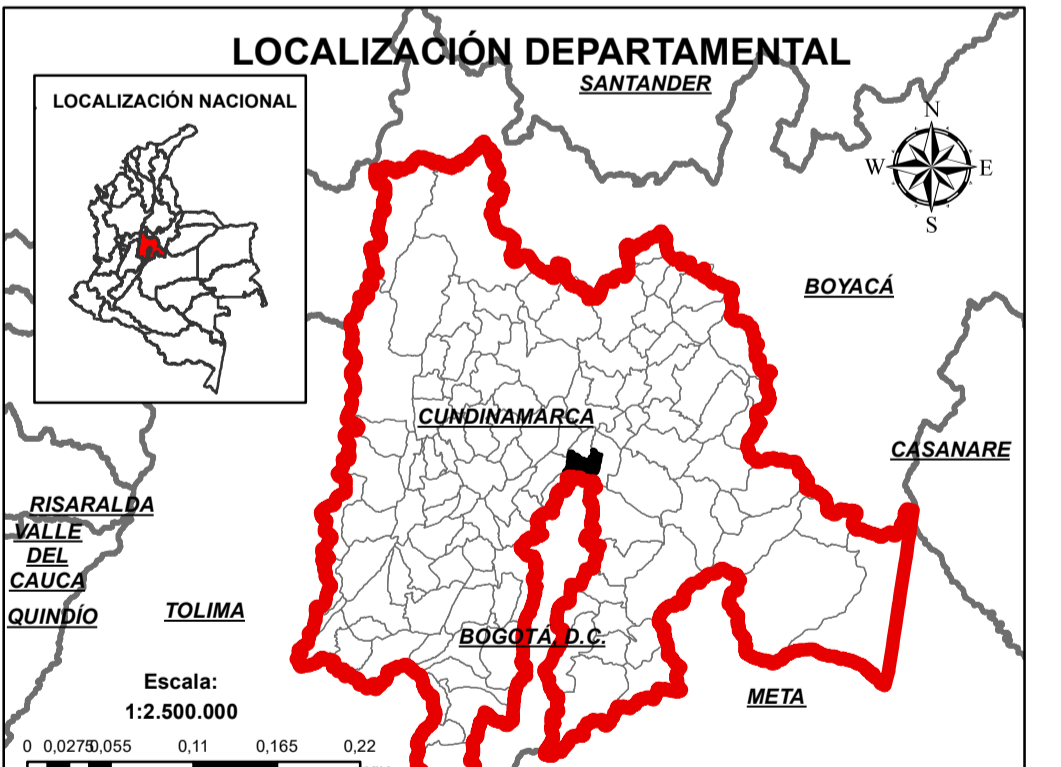 LOCALIZACIÓN DEPARTAMENTAL
SANTANDER
LOCALIZACIÓN NACIONAL
N
W
E
S
BOYACÁ
CUNDINAMARCA
CASANARE
RISARALDA
VALLE
DEL
CAUCA
QUINDÍO
TOLIMA
BOGOTÁ, D.C.
META
Escala:
1:2.500.000
0 0,0275 0,055 0,11 0,165 0,22